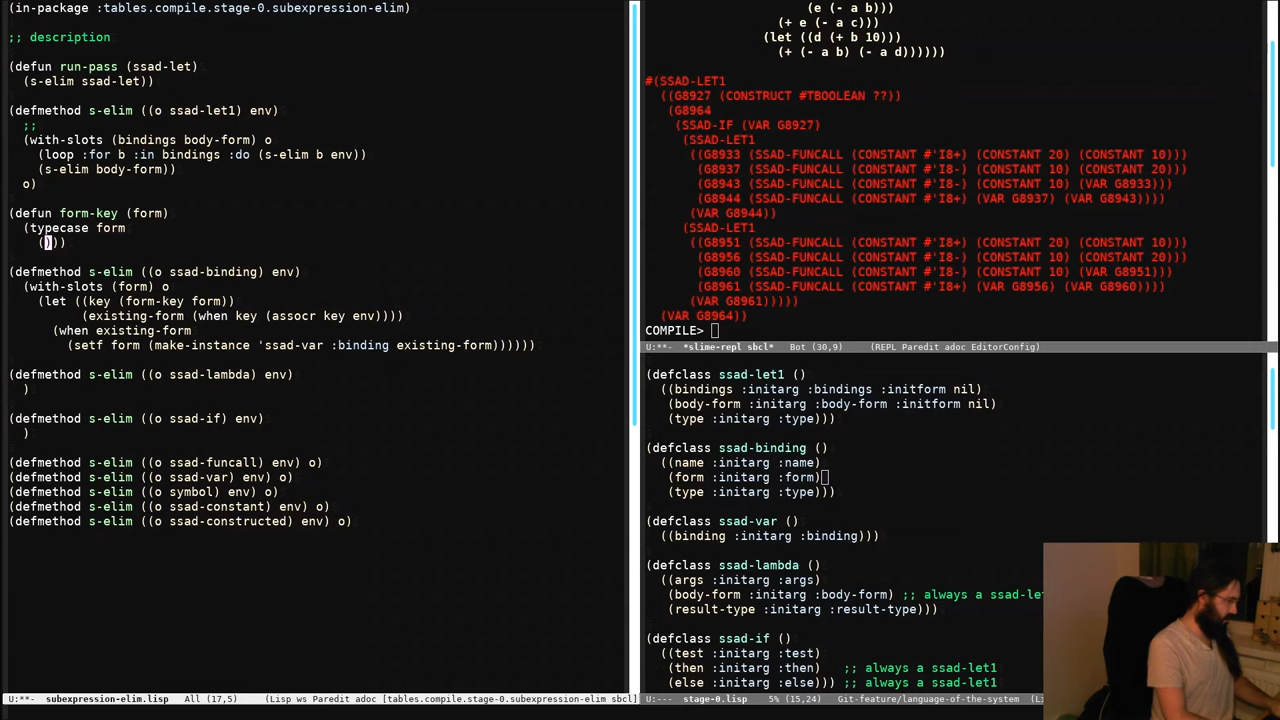 (in-package :tables.compile.stage-0.subexpression-elim)
;; description
(defun run-pass (ssad-let)
(s-elim ssad-let))
(defmethod s-elim ((o ssad-let1) env)
;;
(with-slots (bindings body-form) o
(loop :for b :in bindings :do (s-elim b env))
(s-elim body-form))
o)
(defun form-key (form)
(typecase form
()))
(defmethod s-elim ((o ssad-binding) env)
(with-slots (form) o
(let ((key (form-key form))
(existing-form (when key (assocr key env))))
(when existing-form
(setf form (make-instance 'ssad-var :binding existing-form))))))
(defmethod s-elim ((o ssad-lambda) env)
)
(defmethod s-elim ((o ssad-if) env)
)
(defmethod s-elim ((o ssad-funcall) env) o)
(defmethod s-elim ((o ssad-var) env) o)
(defmethod s-elim ((o symbol) env) o)
(defmethod s-elim ((o ssad-constant) env) o)
(defmethod s-elim ((o ssad-constructed) env) o)
U:**- subexpression-elim.lisp All (17,5) (Lisp ws Paredit adoc [tables.compile.stage-0.subexpression-elim sbcl]
(e (- a b)))
(+ e (- a c)))
(let ((d (+ b 10)))
(+ (- a b) (- a d))))))
#(SSAD-LET1
((G8927 (CONSTRUCT #TBOOLEAN ??))
(G8964
(SSAD-IF (VAR G8927)
(SSAD-LET1
((G8933 (SSAD-FUNCALL (CONSTANT #'I8+) (CONSTANT 20) (CONSTANT 10)))
(G8937 (SSAD-FUNCALL (CONSTANT #'I8-) (CONSTANT 10) (CONSTANT 20)))
(G8943 (SSAD-FUNCALL (CONSTANT #'I8-) (CONSTANT 10) (VAR G8933)))
(G8944 (SSAD-FUNCALL (CONSTANT #'I8+) (VAR G8937) (VAR G8943))))
(VAR G8944))
(SSAD-LET1
((G8951 (SSAD-FUNCALL (CONSTANT #'I8+) (CONSTANT 20) (CONSTANT 10)))
(G8956 (SSAD-FUNCALL (CONSTANT #'I8-) (CONSTANT 10) (CONSTANT 20)))
(G8960 (SSAD-FUNCALL (CONSTANT #'I8-) (CONSTANT 10) (VAR G8951)))
(G8961 (SSAD-FUNCALL (CONSTANT #'I8+) (VAR G8956) (VAR G8960))))
(VAR G8961)))))
(VAR G8964))
COMPILE>
U:**- *slime-repl sbcl* Bot (30,9) (REPL Paredit adoc EditorConfig)
(defclass ssad-let1 ()
((bindings :initarg :bindings :initform nil)
(body-form :initarg :body-form :initform nil)
(type :initarg :type)))
(defclass ssad-binding ()
((name :initarg :name)
(form :initarg :form)
(type :initarg :type)))
(defclass ssad-var ()
((binding :initarg :binding)))
(defclass ssad-lambda ()
((args :initarg :args)
(body-form :initarg :body-form) ;; always a ssad-le
(result-type :initarg :result-type)))
(defclass ssad-if ()
((test :initarg :test)
(then :initarg :then) ;; always a ssad-let1
(else :initarg :else))) ;; always a ssad-let1
U:--- stage-0.lisp 5% (15,24) Git-feature/language-of-the-system (Li